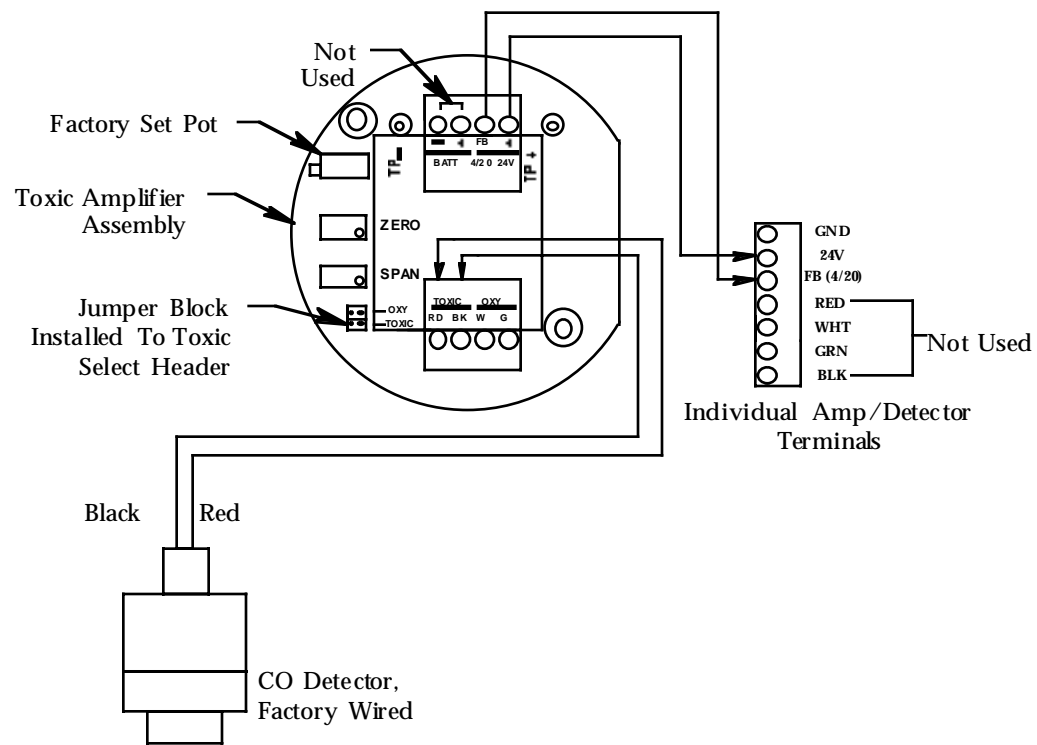 Not
Used
Factory Set Pot
Toxic Amplifier
Assembly
Jumper Block
Installed To Toxic
Select Header
FB
BATT 4/20 24V
TP
TP +
ZERO
SPAN
OXY
TOXIC
TOXIC OXY
RD BK W G
GND
24V
FB (4/20)
RED
WHT
GRN
BLK
Not Used
Individual Amp/Detector
Terminals
Black Red
CO Detector,
Factory Wired